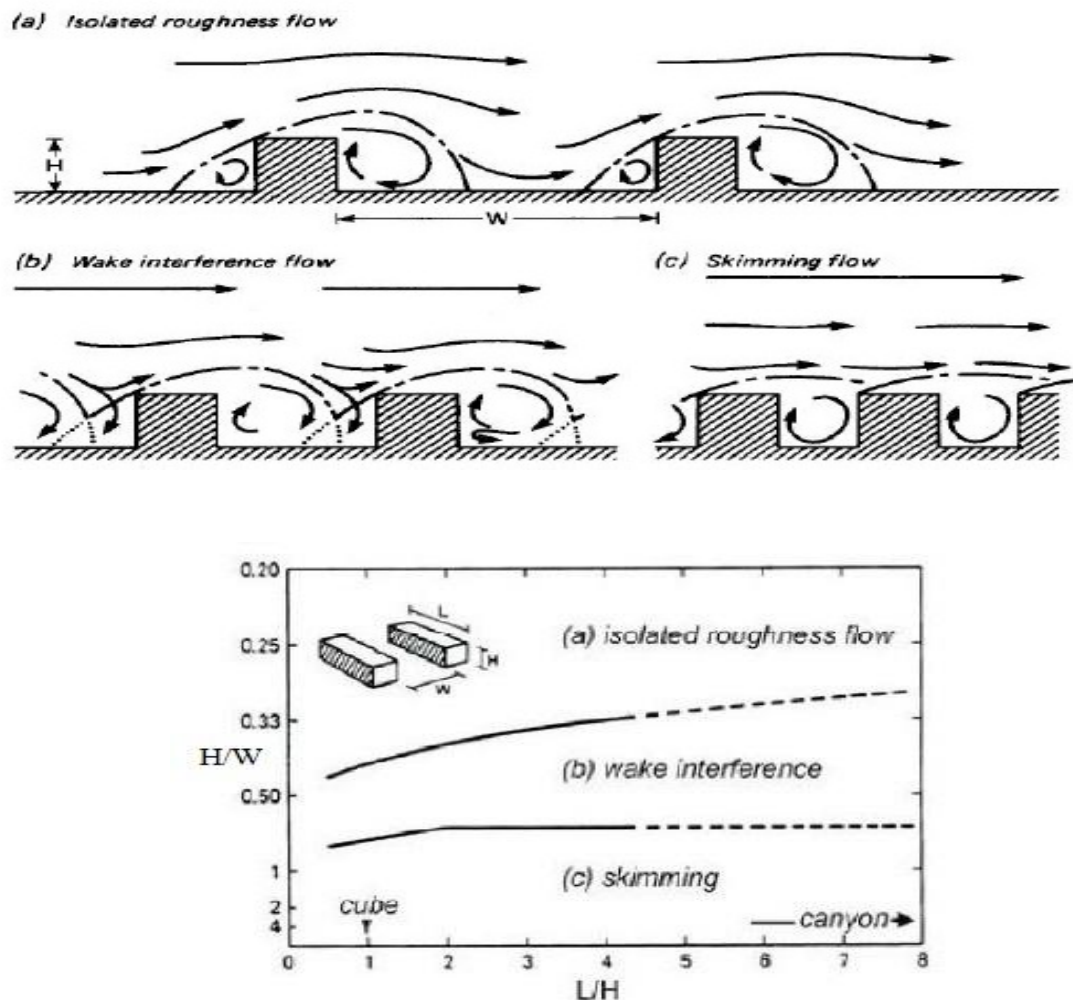 (a) Isolated roughness flow
H
W
(b) Wake interference flow
(c) Skimming flow
0.20
L
(a) isolated roughness flow
0.25
H
W
0.33
H/W
(b) wake interference
0.50
1
(c) skimming
2
cube
4
canyon
0 1 2 3 4 5 6 7 8
L/H